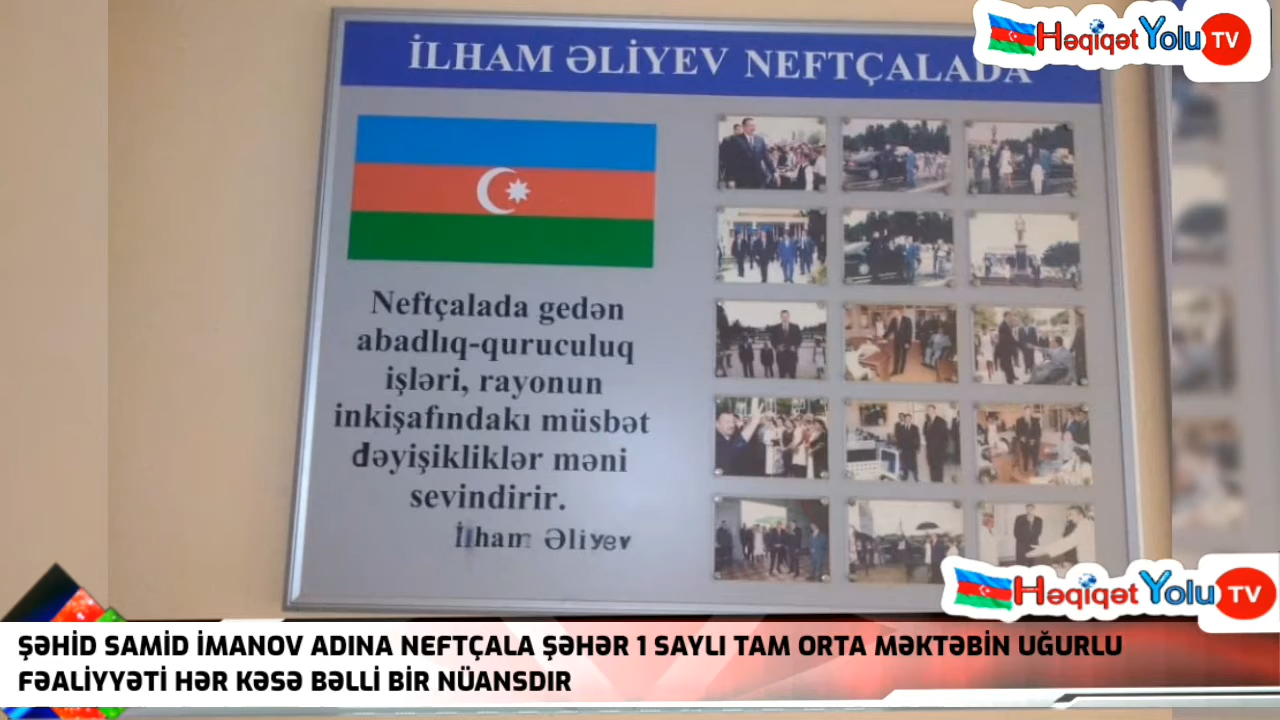 İLHAM ƏLİYEV NEFTÇALADA
Həqiqət Yolu TV
Neftçalada gedən
abadlıq-quruculuq
işləri, rayonun
inkişafındakı müsbət
dəyişikliklər məni
sevindirir.
İlham Əliyev
Həqiqət Yolu TV
ŞƏHİD SAMİD İMANOV ADINA NEFTÇALA ŞƏHƏR 1 SAYLI TAM ORTA MƏKTƏBİN UĞURLU
FƏALİYYƏTİ HƏR KƏSƏ BƏLLİ BİR NÜANSDIR